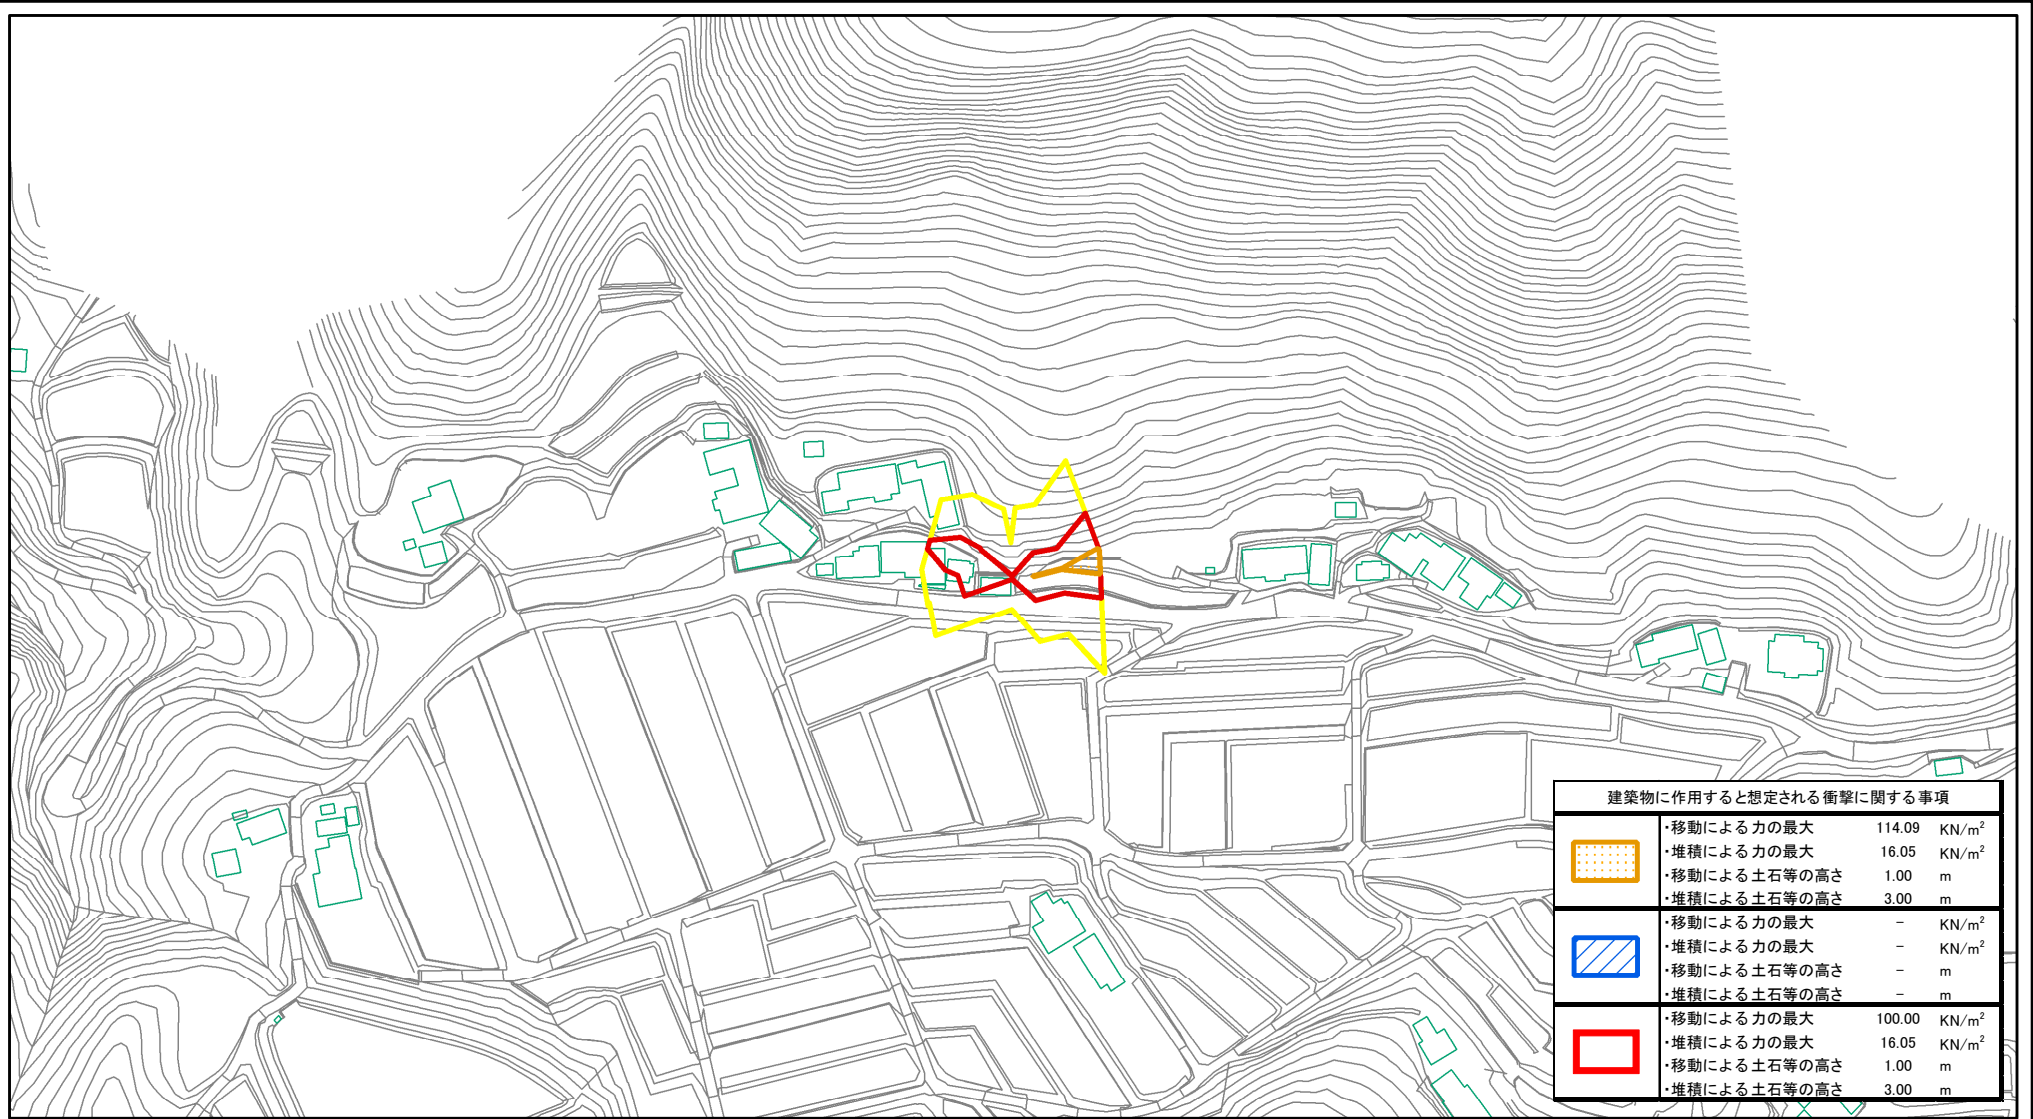 建築物に作用すると想定される衝撃に関する事項
・移動による力の最大 114.09 KN/m²
・堆積による力の最大 16.05 KN/m²
・移動による土石等の高さ 1.00 m
・堆積による土石等の高さ 3.00 m
・移動による力の最大 - KN/m²
・堆積による力の最大 - KN/m²
・移動による土石等の高さ - m
・堆積による土石等の高さ - m
・移動による力の最大 100.00 KN/m²
・堆積による力の最大 16.05 KN/m²
・移動による土石等の高さ 1.00 m
・堆積による土石等の高さ 3.00 m